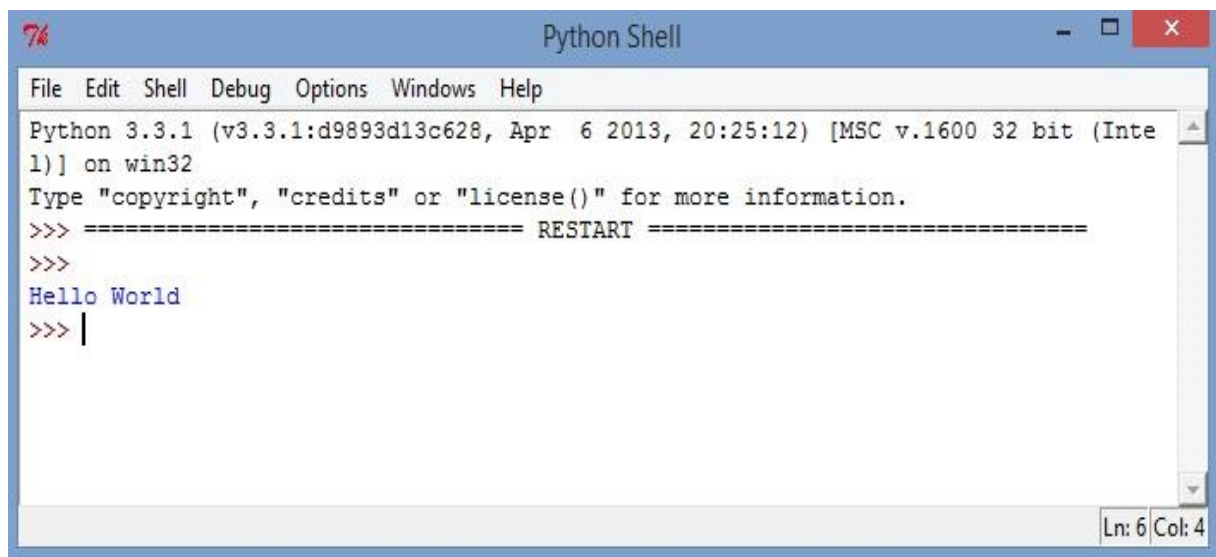 Python Shell
File Edit Shell Debug Options Windows Help
Python 3.3.1 (v3.3.1:d9893d13c628, Apr  6 2013, 20:25:12) [MSC v.1600 32 bit (Inte
l)] on win32
Type "copyright", "credits" or "license()" for more information.
>>> ================================ RESTART ================================
>>>
Hello World
>>>
Ln: 6 Col: 4